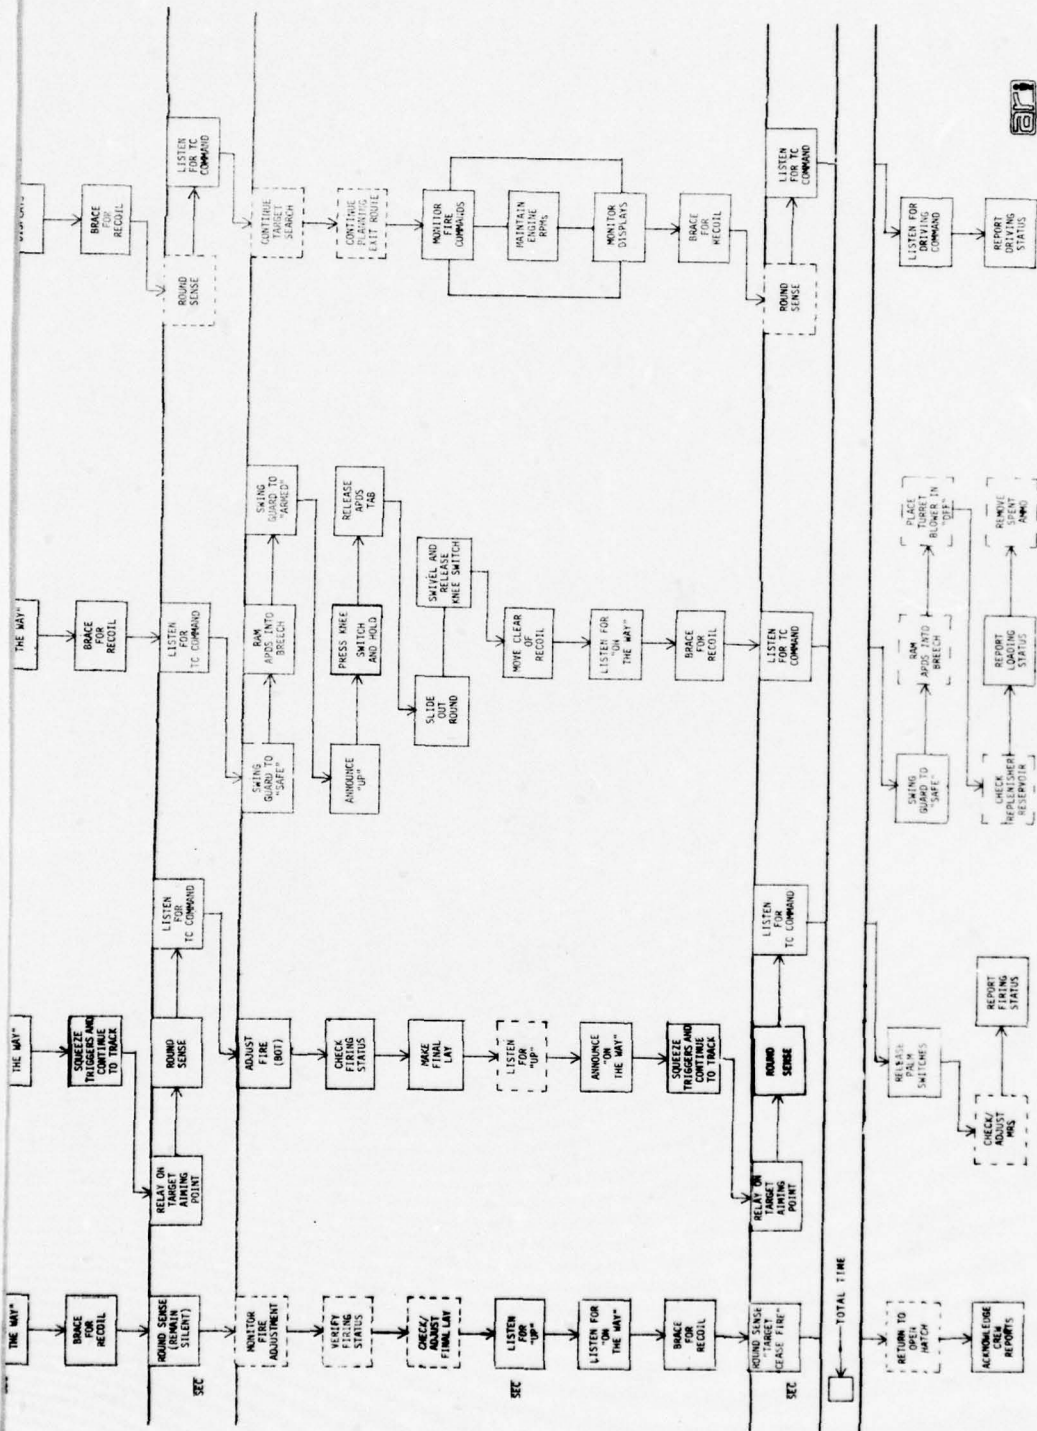 THE WAY"
BRACE
FOR
RECOIL
ROUND SENSE
(REMAIN
SILENT)
SEC
MONITOR
FIRE
ADJUSTMENT
VERIFY
FIRING
STATUS
CHECK/
ADJUST
FINAL LAY
LISTEN
FOR
"UP"
SEC
LISTEN FOR
"ON
THE WAY"
BRACE
FOR
RECOIL
ROUND SENSE
"TARGET
CEASE FIRE"
SEC
TOTAL TIME
RETURN TO
OPEN
HATCH
ACKNOWLEDGE
CREW
REPORTS
THE WAY"
SQUEEZE
TRIGGERS AND
CONTINUE
TO TRACK
RELAY ON
TARGET
AIMING
POINT
ROUND
SENSE
LISTEN
FOR
TC COMMAND
ADJUST
FIRE
(BOT)
CHECK
FIRING
STATUS
MAKE
FINAL
LAY
LISTEN
FOR
"UP"
ANNOUNCE
"ON
THE WAY"
SQUEEZE
TRIGGERS AND
CONTINUE
TO TRACK
RELAY ON
TARGET
AIMING
POINT
ROUND
SENSE
LISTEN
FOR
TC COMMAND
RELEASE
PALM
SWITCHES
CHECK/
ADJUST
MRS
REPORT
FIRING
STATUS
THE WAY"
BRACE
FOR
RECOIL
LISTEN
FOR
TC COMMAND
SWING
GUARD TO
"SAFE"
RAM
APDS INTO
BREECH
SWING
GUARD TO
"ARMED"
ANNOUNCE
"UP"
PRESS KNEE
SWITCH
AND HOLD
RELEASE
APDS
TAB
SLIDE
OUT
ROUND
SWIVEL AND
RELEASE
KNEE SWITCH
MOVE CLEAR
OF
RECOIL
LISTEN FOR
"ON
THE WAY"
BRACE
FOR
RECOIL
LISTEN
FOR TC
COMMAND
SWING
GUARD TO
"SAFE"
RAM
APDS INTO
BREECH
PLACE
TURRET
BLOWER IN
"OFF"
CHECK
REPLENISHER
RESERVOIR
REPORT
LOADING
STATUS
REMOVE
SPENT
AMMO
DISPLAYS
BRACE
FOR
RECOIL
ROUND
SENSE
LISTEN
FOR TC
COMMAND
CONTINUE
TARGET
SEARCH
CONTINUE
PLANNING
EXIT ROUTE
MONITOR
FIRE
COMMANDS
MAINTAIN
ENGINE
RPMs
MONITOR
DISPLAYS
BRACE
FOR
RECOIL
ROUND
SENSE
LISTEN
FOR TC
COMMAND
LISTEN FOR
DRIVING
COMMAND
REPORT
DRIVING
STATUS
ari